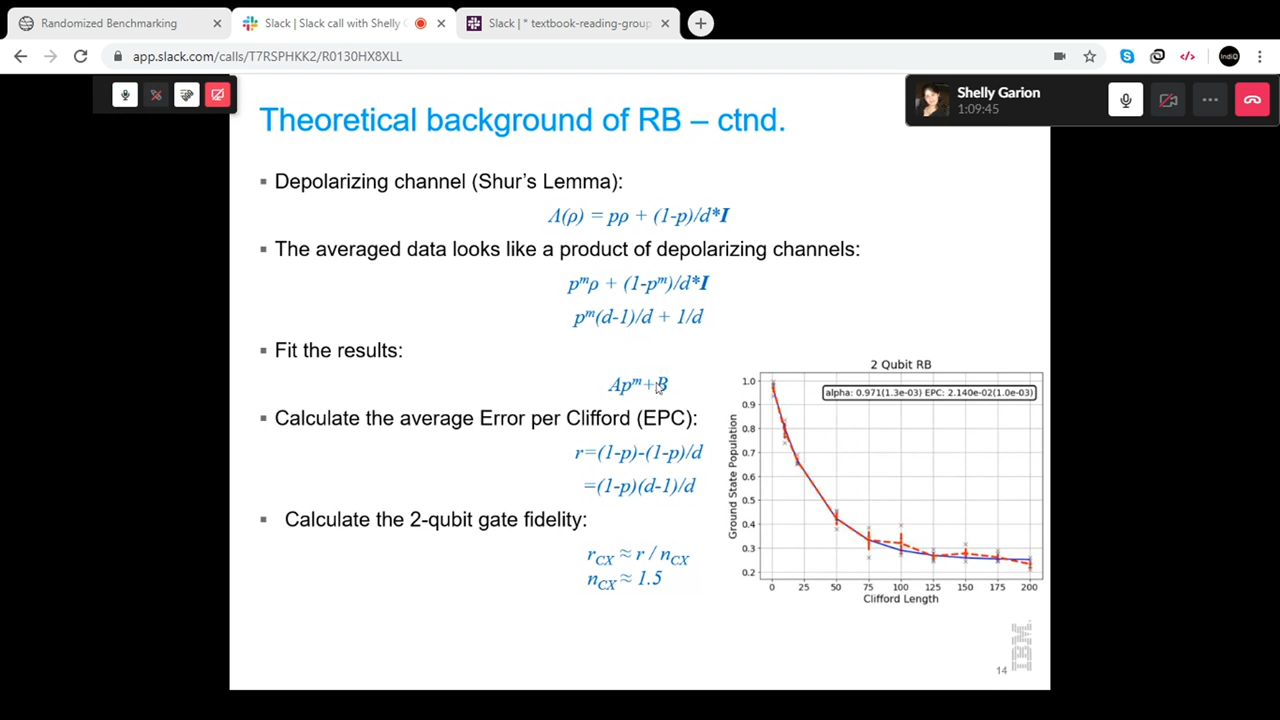 Randomized Benchmarking
Slack | Slack call with Shelly G
Slack | * textbook-reading-group
app.slack.com/calls/T7RSPHKK2/R0130HX8XLL
IndiQ
Shelly Garion
1:09:45
Theoretical background of RB – ctnd.
▪ Depolarizing channel (Shur's Lemma):
Λ(ρ) = pρ + (1-p)/d*I
▪ The averaged data looks like a product of depolarizing channels:
pᵐρ + (1-pᵐ)/d*I
pᵐ(d-1)/d + 1/d
▪ Fit the results:
Apᵐ+B
▪ Calculate the average Error per Clifford (EPC):
r=(1-p)-(1-p)/d
=(1-p)(d-1)/d
▪ Calculate the 2-qubit gate fidelity:
r_CX ≈ r / n_CX
n_CX ≈ 1.5
2 Qubit RB
alpha: 0.971(1.3e-03) EPC: 2.140e-02(1.0e-03)
Ground State Population
1.0
0.9
0.8
0.7
0.6
0.5
0.4
0.3
0.2
0 25 50 75 100 125 150 175 200
Clifford Length
IBM
14